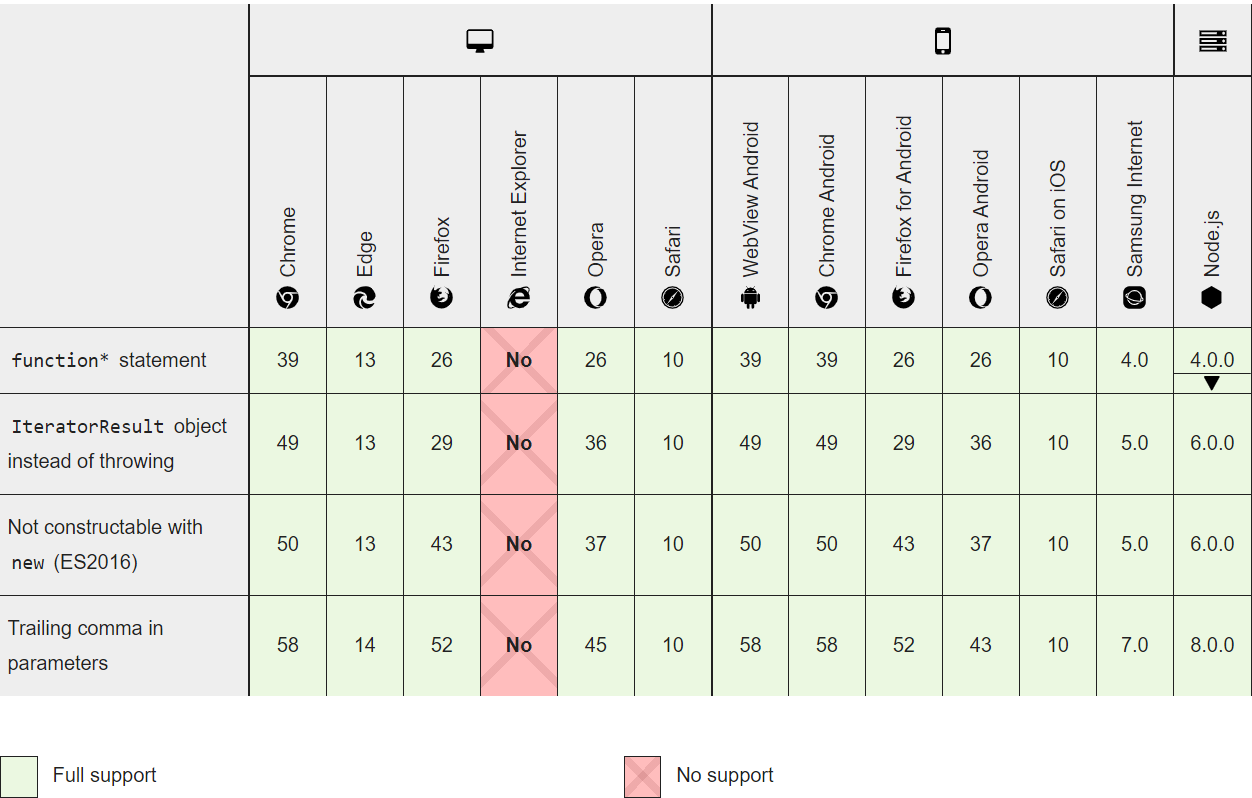 Chrome
Edge
Firefox
Internet Explorer
Opera
Safari
WebView Android
Chrome Android
Firefox for Android
Opera Android
Safari on iOS
Samsung Internet
Node.js
function* statement 39 13 26 No 26 10 39 39 26 26 10 4.0 4.0.0
IteratorResult object
instead of throwing
49 13 29 No 36 10 49 49 29 36 10 5.0 6.0.0
Not constructable with
new (ES2016)
50 13 43 No 37 10 50 50 43 37 10 5.0 6.0.0
Trailing comma in
parameters
58 14 52 No 45 10 58 58 52 43 10 7.0 8.0.0
Full support
No support